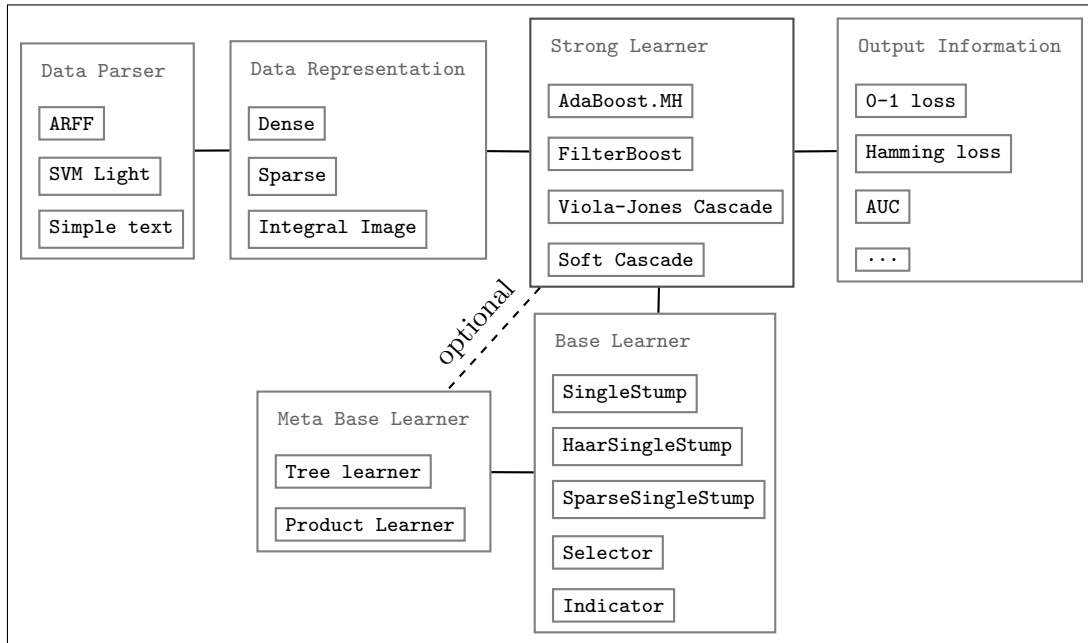 Data Parser
ARFF
SVM Light
Simple text
Data Representation
Dense
Sparse
Integral Image
Strong Learner
AdaBoost.MH
FilterBoost
Viola-Jones Cascade
Soft Cascade
Output Information
0-1 loss
Hamming loss
AUC
...
optional
Meta Base Learner
Tree learner
Product Learner
Base Learner
SingleStump
HaarSingleStump
SparseSingleStump
Selector
Indicator